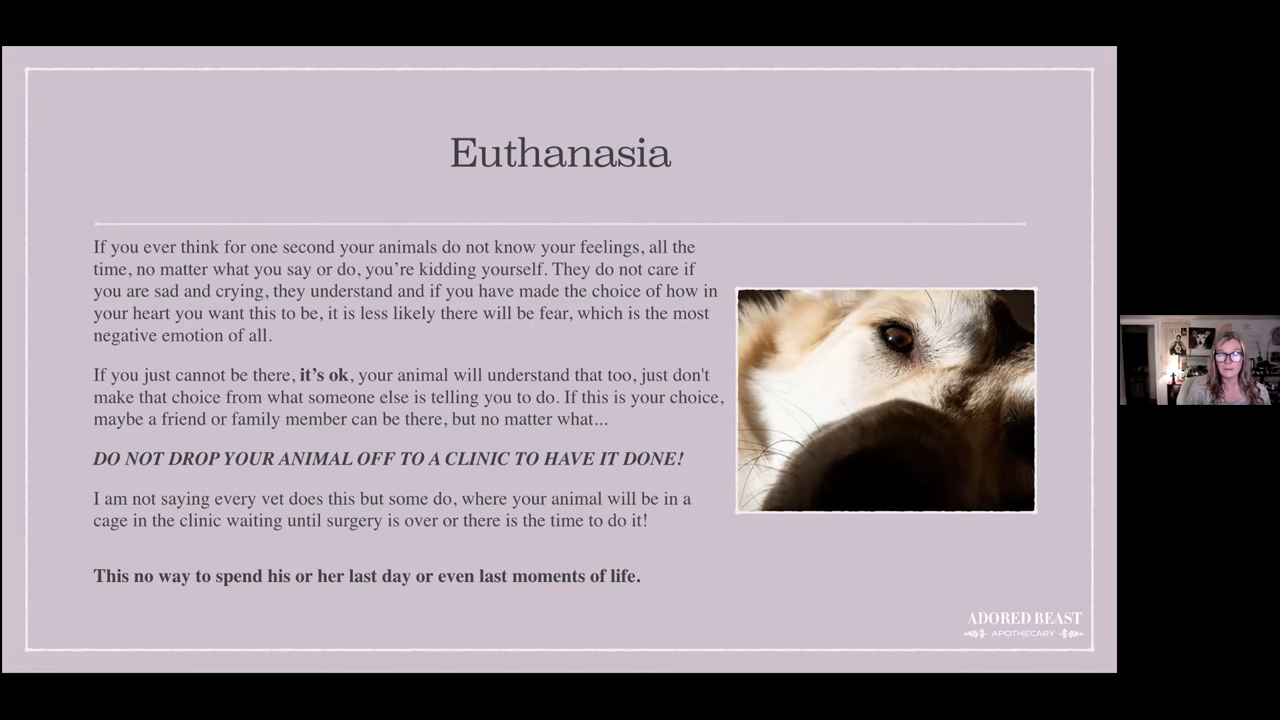 Euthanasia
If you ever think for one second your animals do not know your feelings, all the
time, no matter what you say or do, you’re kidding yourself. They do not care if
you are sad and crying, they understand and if you have made the choice of how in
your heart you want this to be, it is less likely there will be fear, which is the most
negative emotion of all.
If you just cannot be there, it’s ok, your animal will understand that too, just don't
make that choice from what someone else is telling you to do. If this is your choice,
maybe a friend or family member can be there, but no matter what...
DO NOT DROP YOUR ANIMAL OFF TO A CLINIC TO HAVE IT DONE!
I am not saying every vet does this but some do, where your animal will be in a
cage in the clinic waiting until surgery is over or there is the time to do it!
This no way to spend his or her last day or even last moments of life.
ADORED BEAST
APOTHECARY